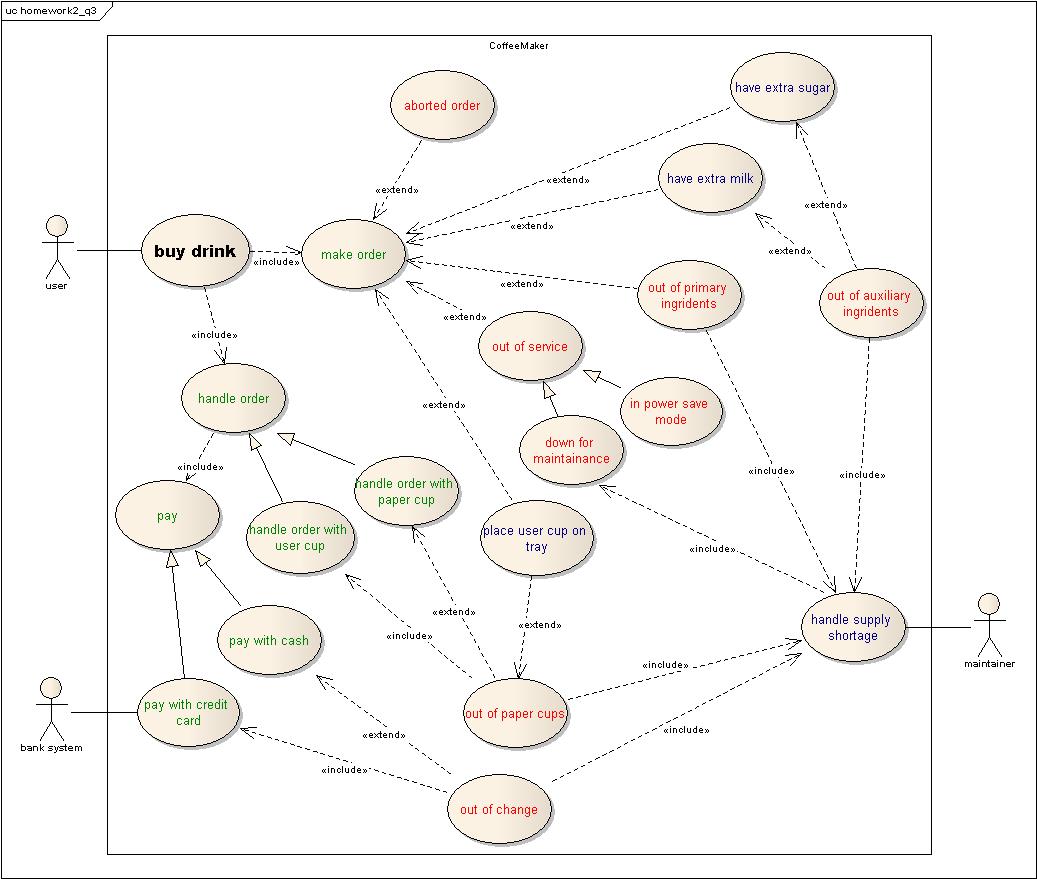 uc homework2_q3
CoffeeMaker
aborted order
have extra sugar
«extend»
have extra milk
«extend»
«extend»
«extend»
user
buy drink
«include»
make order
«extend»
«extend»
out of primary
ingridents
out of auxiliary
ingridents
«extend»
«include»
out of service
handle order
«extend»
in power save
mode
down for
maintainance
«include»
«include»
«include»
handle order with
paper cup
pay
handle order with
user cup
place user cup on
tray
«include»
«extend»
«extend»
«include»
handle supply
shortage
maintainer
pay with cash
«include»
bank system
pay with credit
card
out of paper cups
«extend»
«include»
«include»
out of change